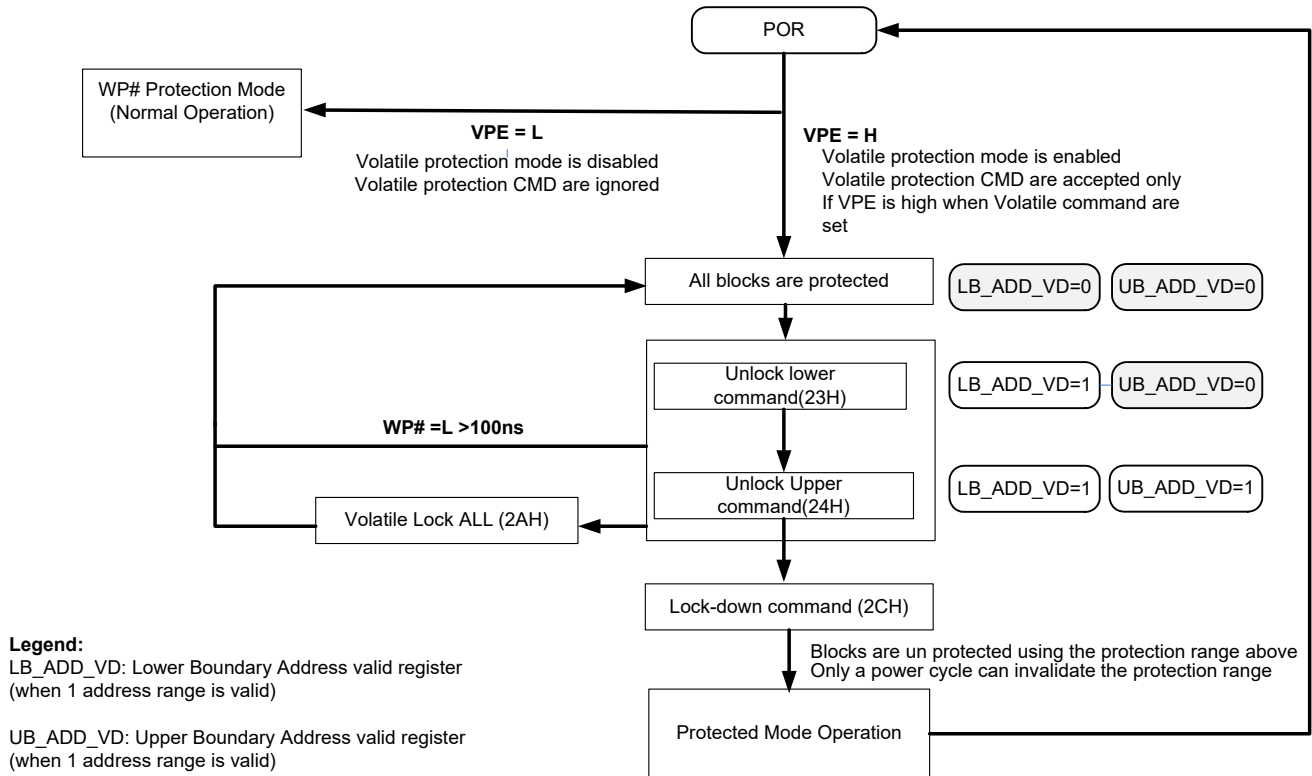 POR
WP# Protection Mode
(Normal Operation)
VPE = L
Volatile protection mode is disabled
Volatile protection CMD are ignored
VPE = H
Volatile protection mode is enabled
Volatile protection CMD are accepted only
If VPE is high when Volatile command are
set
All blocks are protected
LB_ADD_VD=0
UB_ADD_VD=0
Unlock lower
command(23H)
LB_ADD_VD=1
UB_ADD_VD=0
WP# =L >100ns
Unlock Upper
command(24H)
LB_ADD_VD=1
UB_ADD_VD=1
Volatile Lock ALL (2AH)
Lock-down command (2CH)
Blocks are un protected using the protection range above
Only a power cycle can invalidate the protection range
Protected Mode Operation
Legend:
LB_ADD_VD: Lower Boundary Address valid register
(when 1 address range is valid)
UB_ADD_VD: Upper Boundary Address valid register
(when 1 address range is valid)